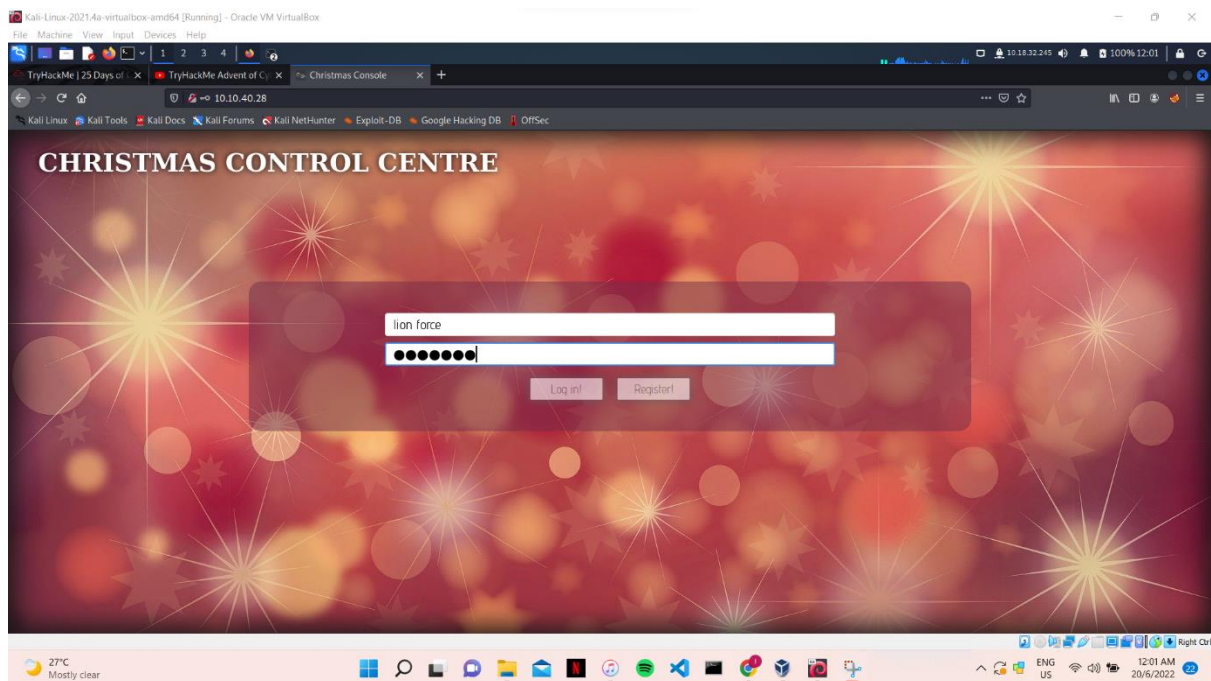 Kali-Linux-2021.4a-virtualbox-amd64 [Running] - Oracle VM VirtualBox
File Machine View Input Devices Help
1 2 3 4
10.18.32.245
100% 12:01
TryHackMe | 25 Days of
TryHackMe Advent of Cy
Christmas Console
10.10.40.28
Kali Linux Kali Tools Kali Docs Kali Forums Kali NetHunter Exploit-DB Google Hacking DB OffSec
CHRISTMAS CONTROL CENTRE
lion force
Log in! Register!
Right Ctrl
27°C
Mostly clear
ENG
US
12:01 AM
20/6/2022
22